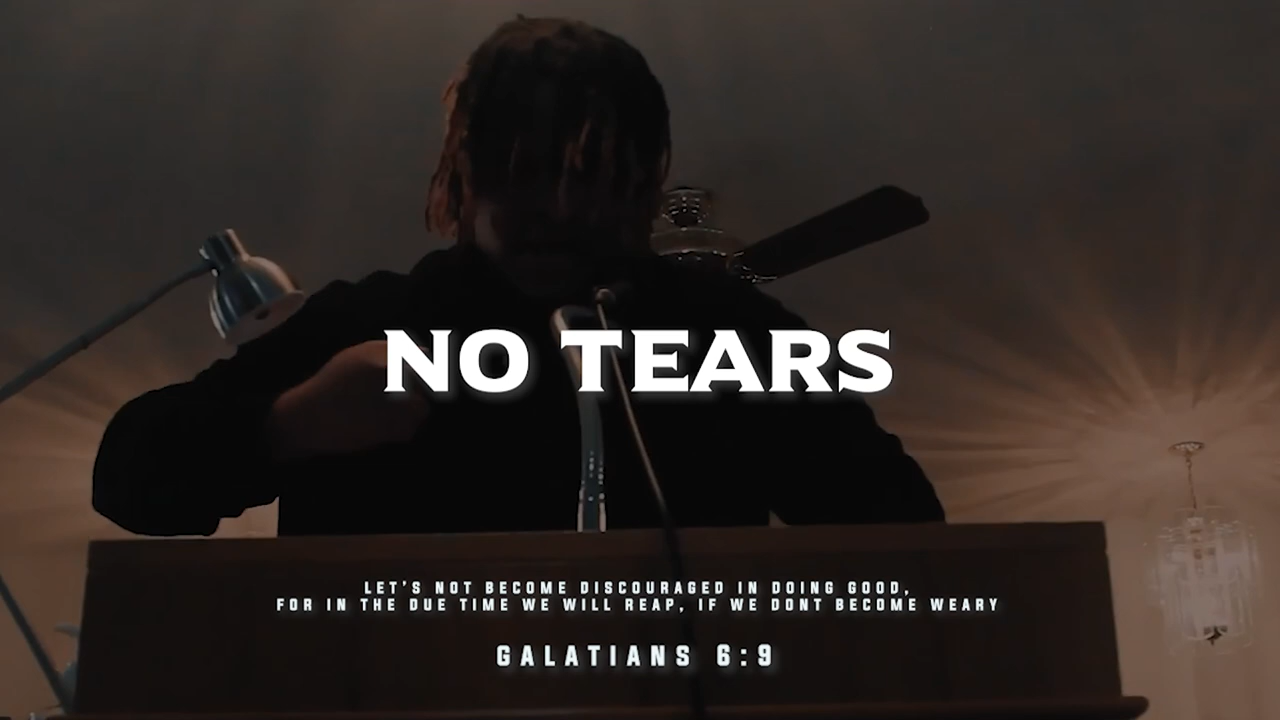 NO TEARS
LET'S NOT BECOME DISCOURAGED IN DOING GOOD,
FOR IN THE DUE TIME WE WILL REAP, IF WE DONT BECOME WEARY
GALATIANS 6:9